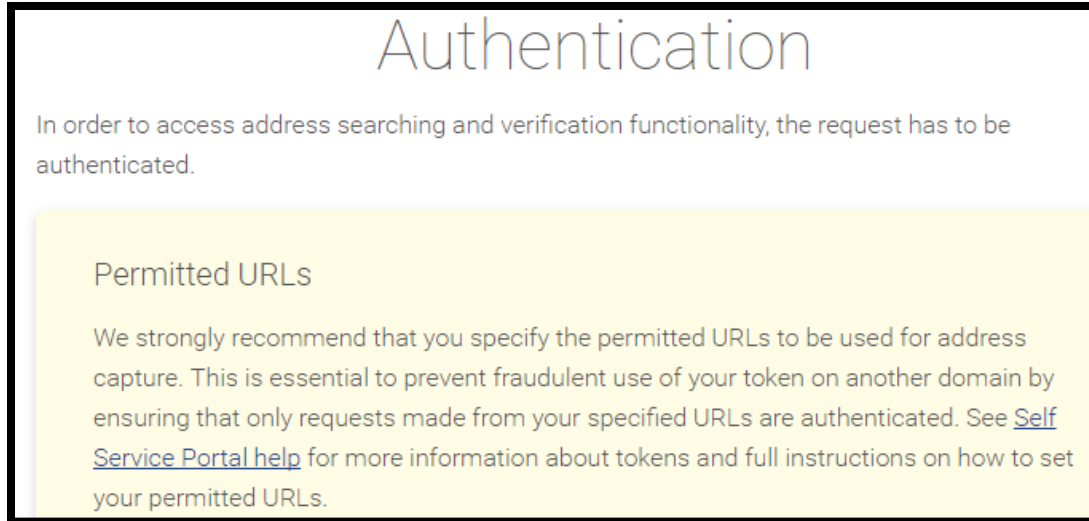 Authentication
In order to access address searching and verification functionality, the request has to be
authenticated.
Permitted URLs
We strongly recommend that you specify the permitted URLs to be used for address
capture. This is essential to prevent fraudulent use of your token on another domain by
ensuring that only requests made from your specified URLs are authenticated. See Self
Service Portal help for more information about tokens and full instructions on how to set
your permitted URLs.